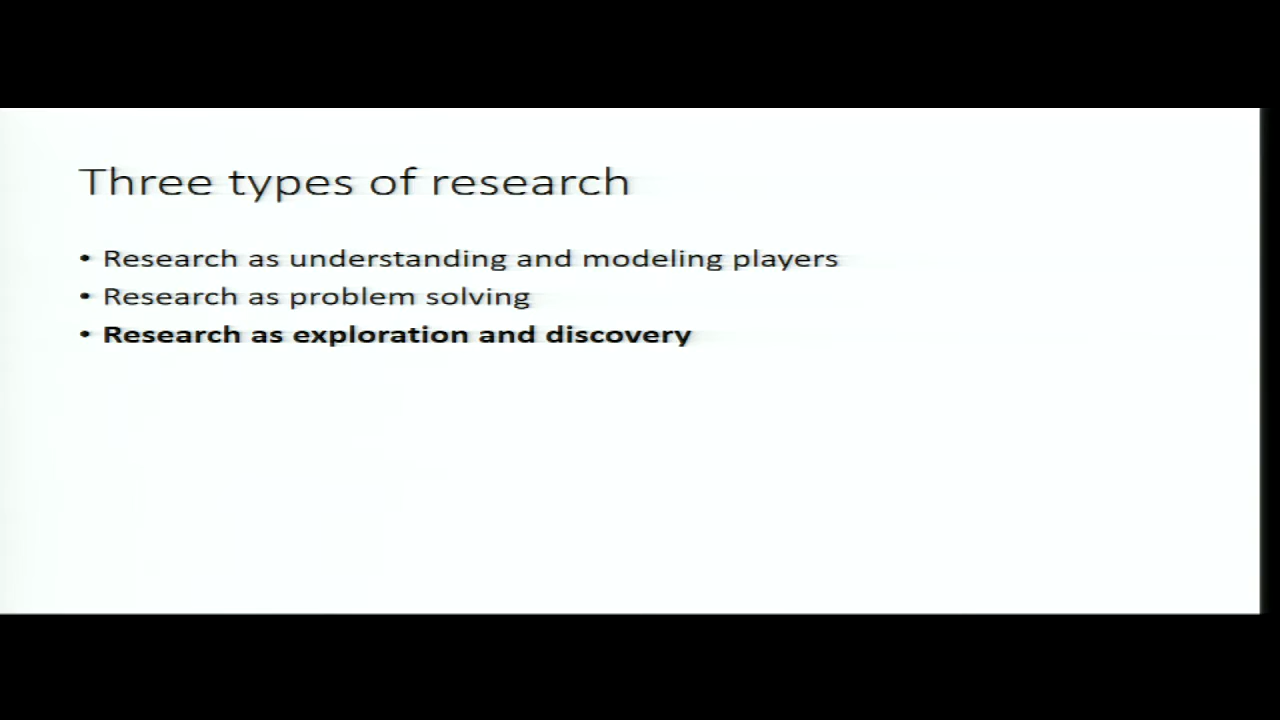 Three types of research
• Research as understanding and modeling players
• Research as problem solving
• Research as exploration and discovery